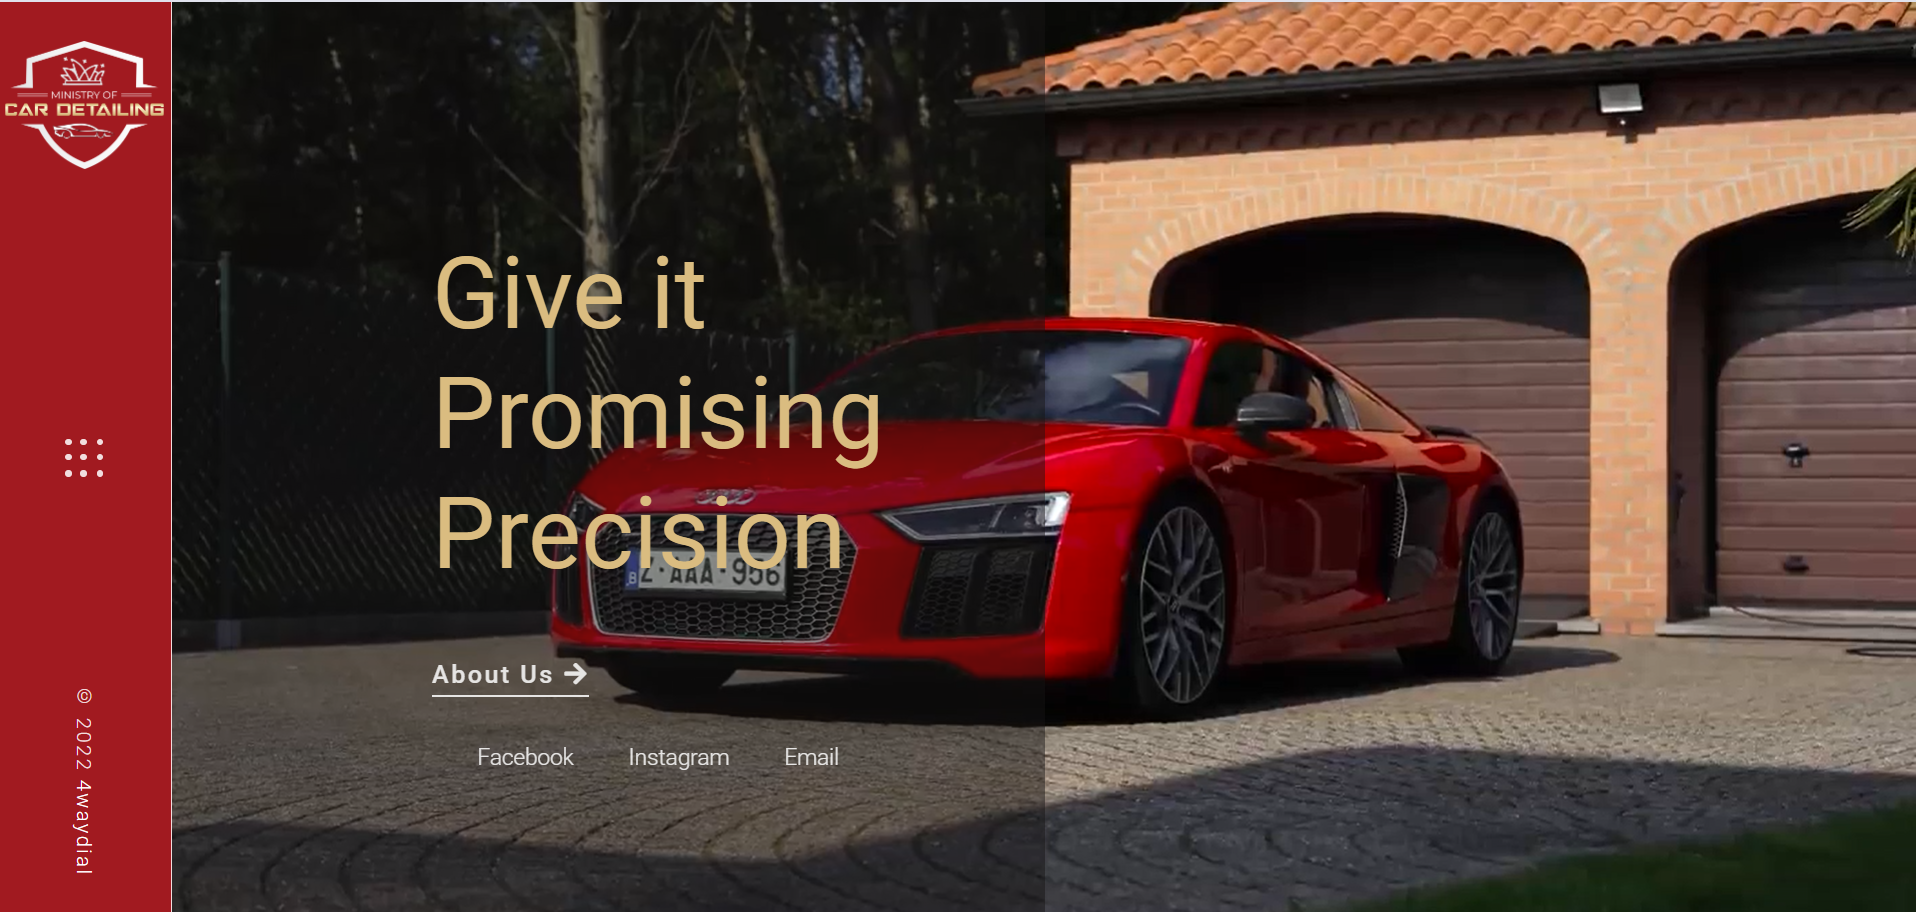 MINISTRY OF
CAR DETAILING
Give it
Promising
Precision
B Z·AAA·956
About Us
Facebook Instagram Email
© 2022 4waydial